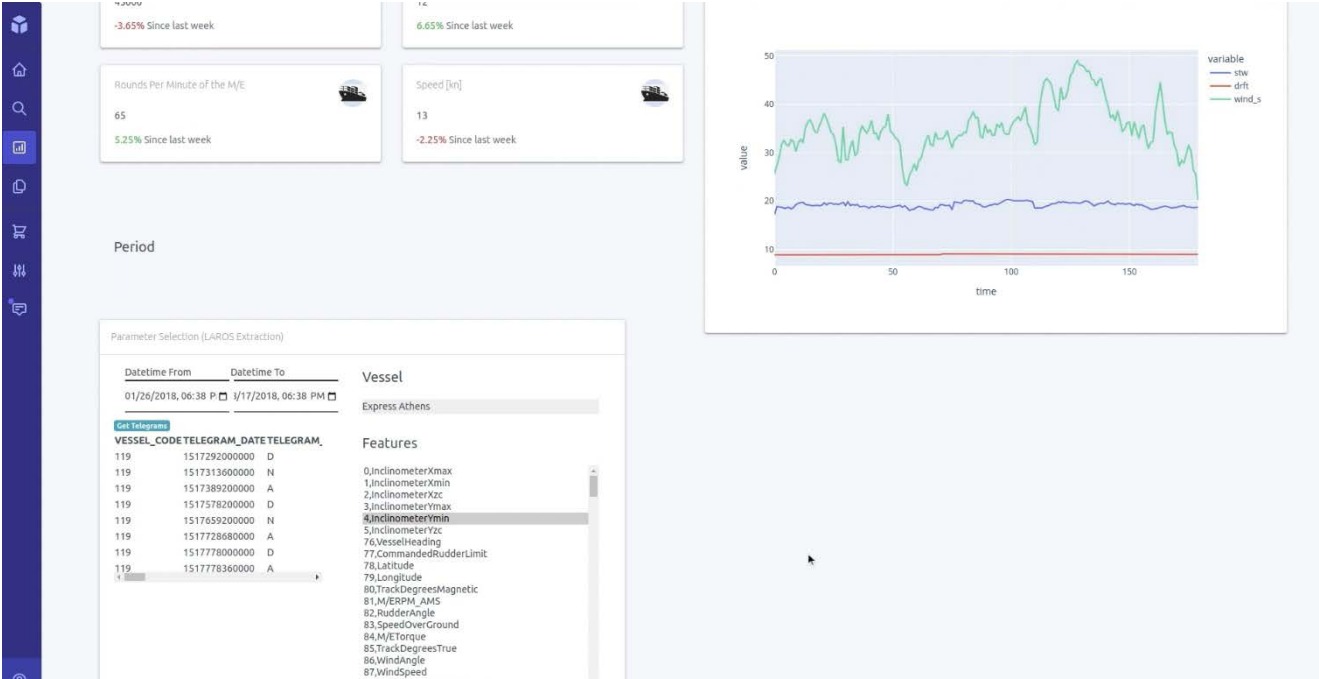 -3.65% Since last week
6.65% Since last week
Rounds Per Minute of the M/E
65
5.25% Since last week
Speed [kn]
13
-2.25% Since last week
50
40
30
20
10
value
0 50 100 150
time
variable
stw
drft
wind_s
Period
Parameter Selection (LAROS Extraction)
Datetime From Datetime To
01/26/2018, 06:38 P /17/2018, 06:38 PM
Get Telegrams
VESSEL_CODE TELEGRAM_DATE TELEGRAM_
119 1517292000000 D
119 1517313600000 N
119 1517389200000 A
119 1517578200000 D
119 1517659200000 N
119 1517728680000 A
119 1517778000000 D
119 1517778360000 A
Vessel
Express Athens
Features
0,InclinometerXmax
1,InclinometerXmin
2,InclinometerXzc
3,InclinometerYmax
4,InclinometerYmin
5,InclinometerYzc
76,VesselHeading
77,CommandedRudderLimit
78,Latitude
79,Longitude
80,TrackDegreesMagnetic
81,M/ERPM_AMS
82,RudderAngle
83,SpeedOverGround
84,M/ETorque
85,TrackDegreesTrue
86,WindAngle
87,WindSpeed